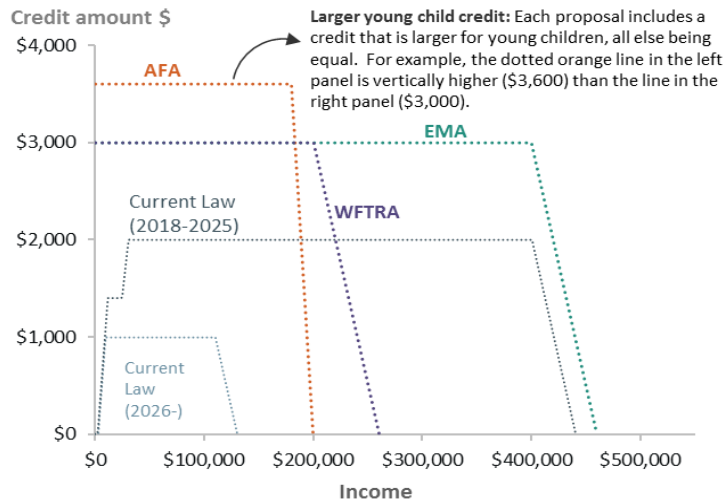 Credit amount $
Larger young child credit: Each proposal includes a
credit that is larger for young children, all else being
equal.  For example, the dotted orange line in the left
panel is vertically higher ($3,600) than the line in the
right panel ($3,000).
$4,000
AFA
$3,000
EMA
Current Law
(2018-2025)
WFTRA
$2,000
$1,000
Current
Law
(2026-)
$0
$0
$100,000
$200,000
$300,000
$400,000
$500,000
Income